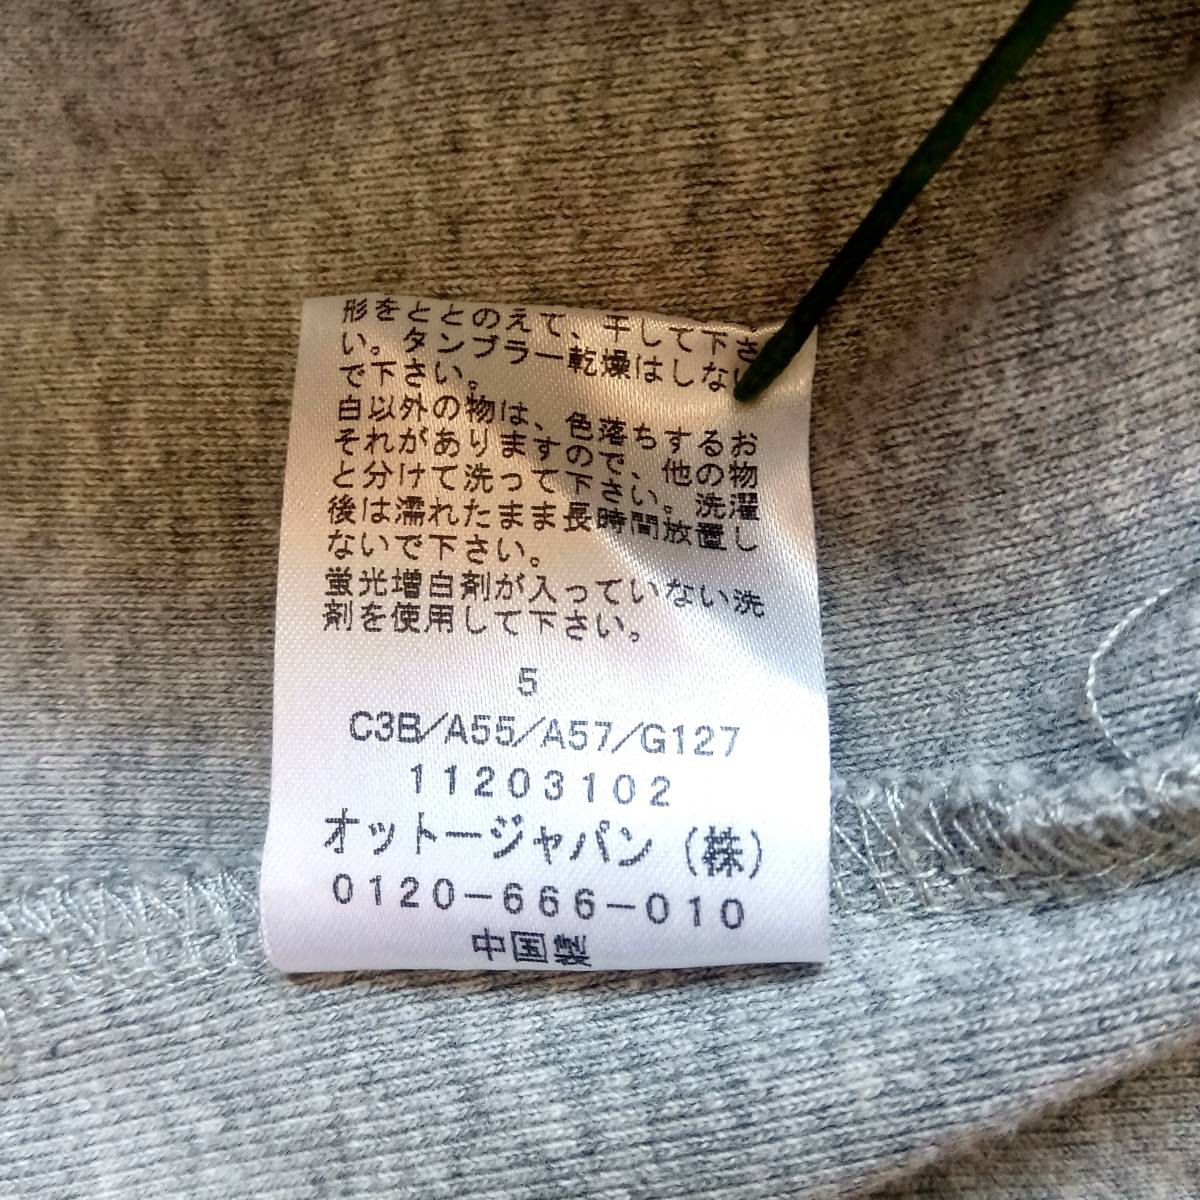 形をととのえて、干して下さ
い。タンブラー乾燥はしない
で下さい。
白以外の物は、色落ちするお
それがありますので、他の物
と分けて洗って下さい。洗濯
後は濡れたまま長時間放置し
ないで下さい。
蛍光増白剤が入っていない洗
剤を使用して下さい。
5
C3B/A55/A57/G127
11203102
オットージャパン(株)
0120-666-010
中国製